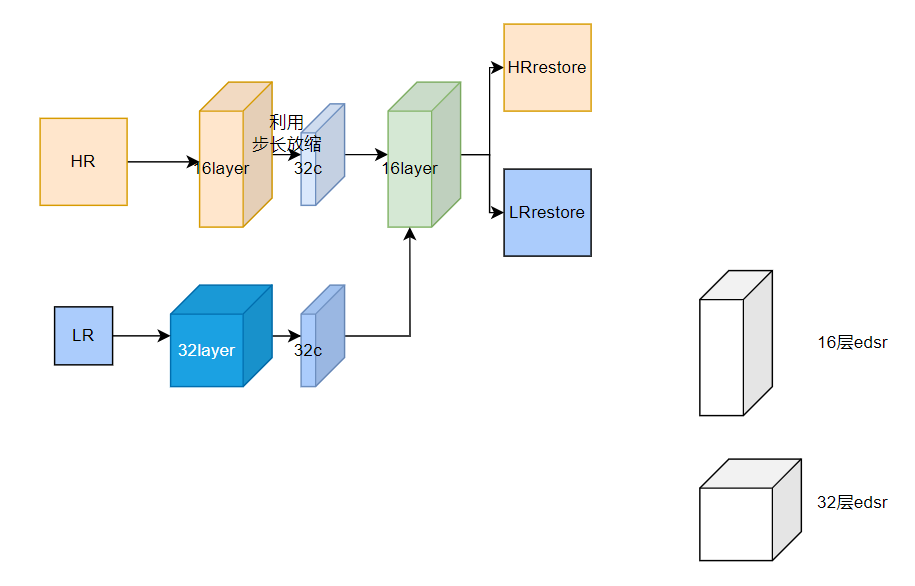 HRrestore
利用
步长放缩
HR
16layer
32c
16layer
LRrestore
LR
32layer
32c
16层edsr
32层edsr